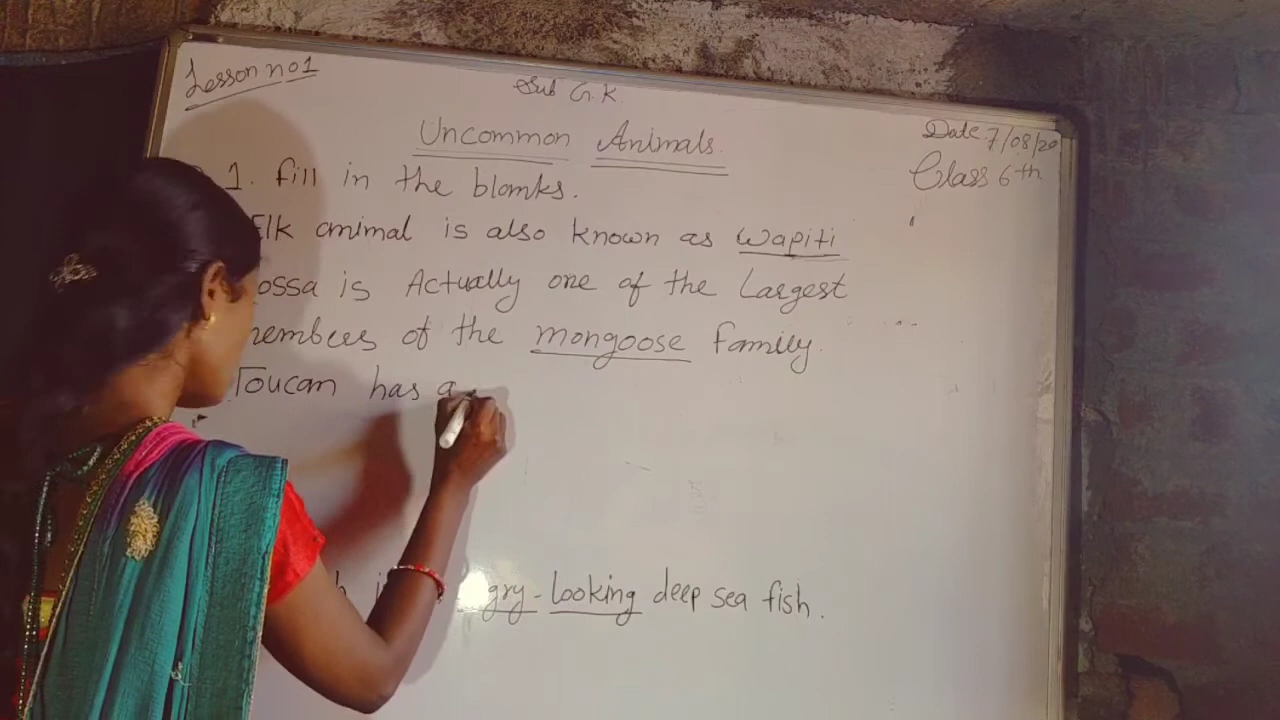 Lesson no 1
Sub G.K.
Date 7/08/20
Uncommon Animals.
Class 6th
1. fill in the blanks.
Elk animal is also known as Wapiti
ossa is Actually one of the Largest
members of the mongoose family.
Toucan has a
gry-looking deep sea fish.